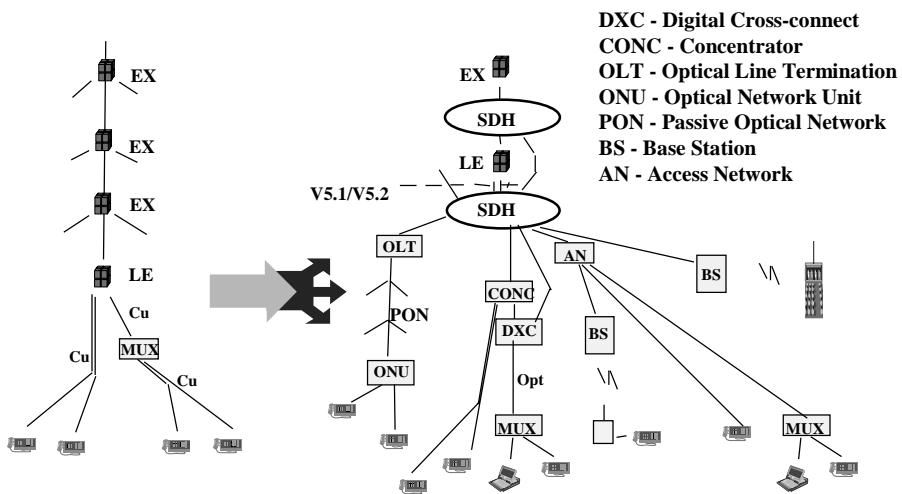 DXC - Digital Cross-connect
CONC - Concentrator
OLT - Optical Line Termination
ONU - Optical Network Unit
PON - Passive Optical Network
BS - Base Station
AN - Access Network
EX
EX
EX
LE
Cu
MUX
Cu
Cu
EX
SDH
LE
V5.1/V5.2
SDH
OLT
AN
BS
CONC
PON
DXC
BS
ONU
Opt
MUX
MUX